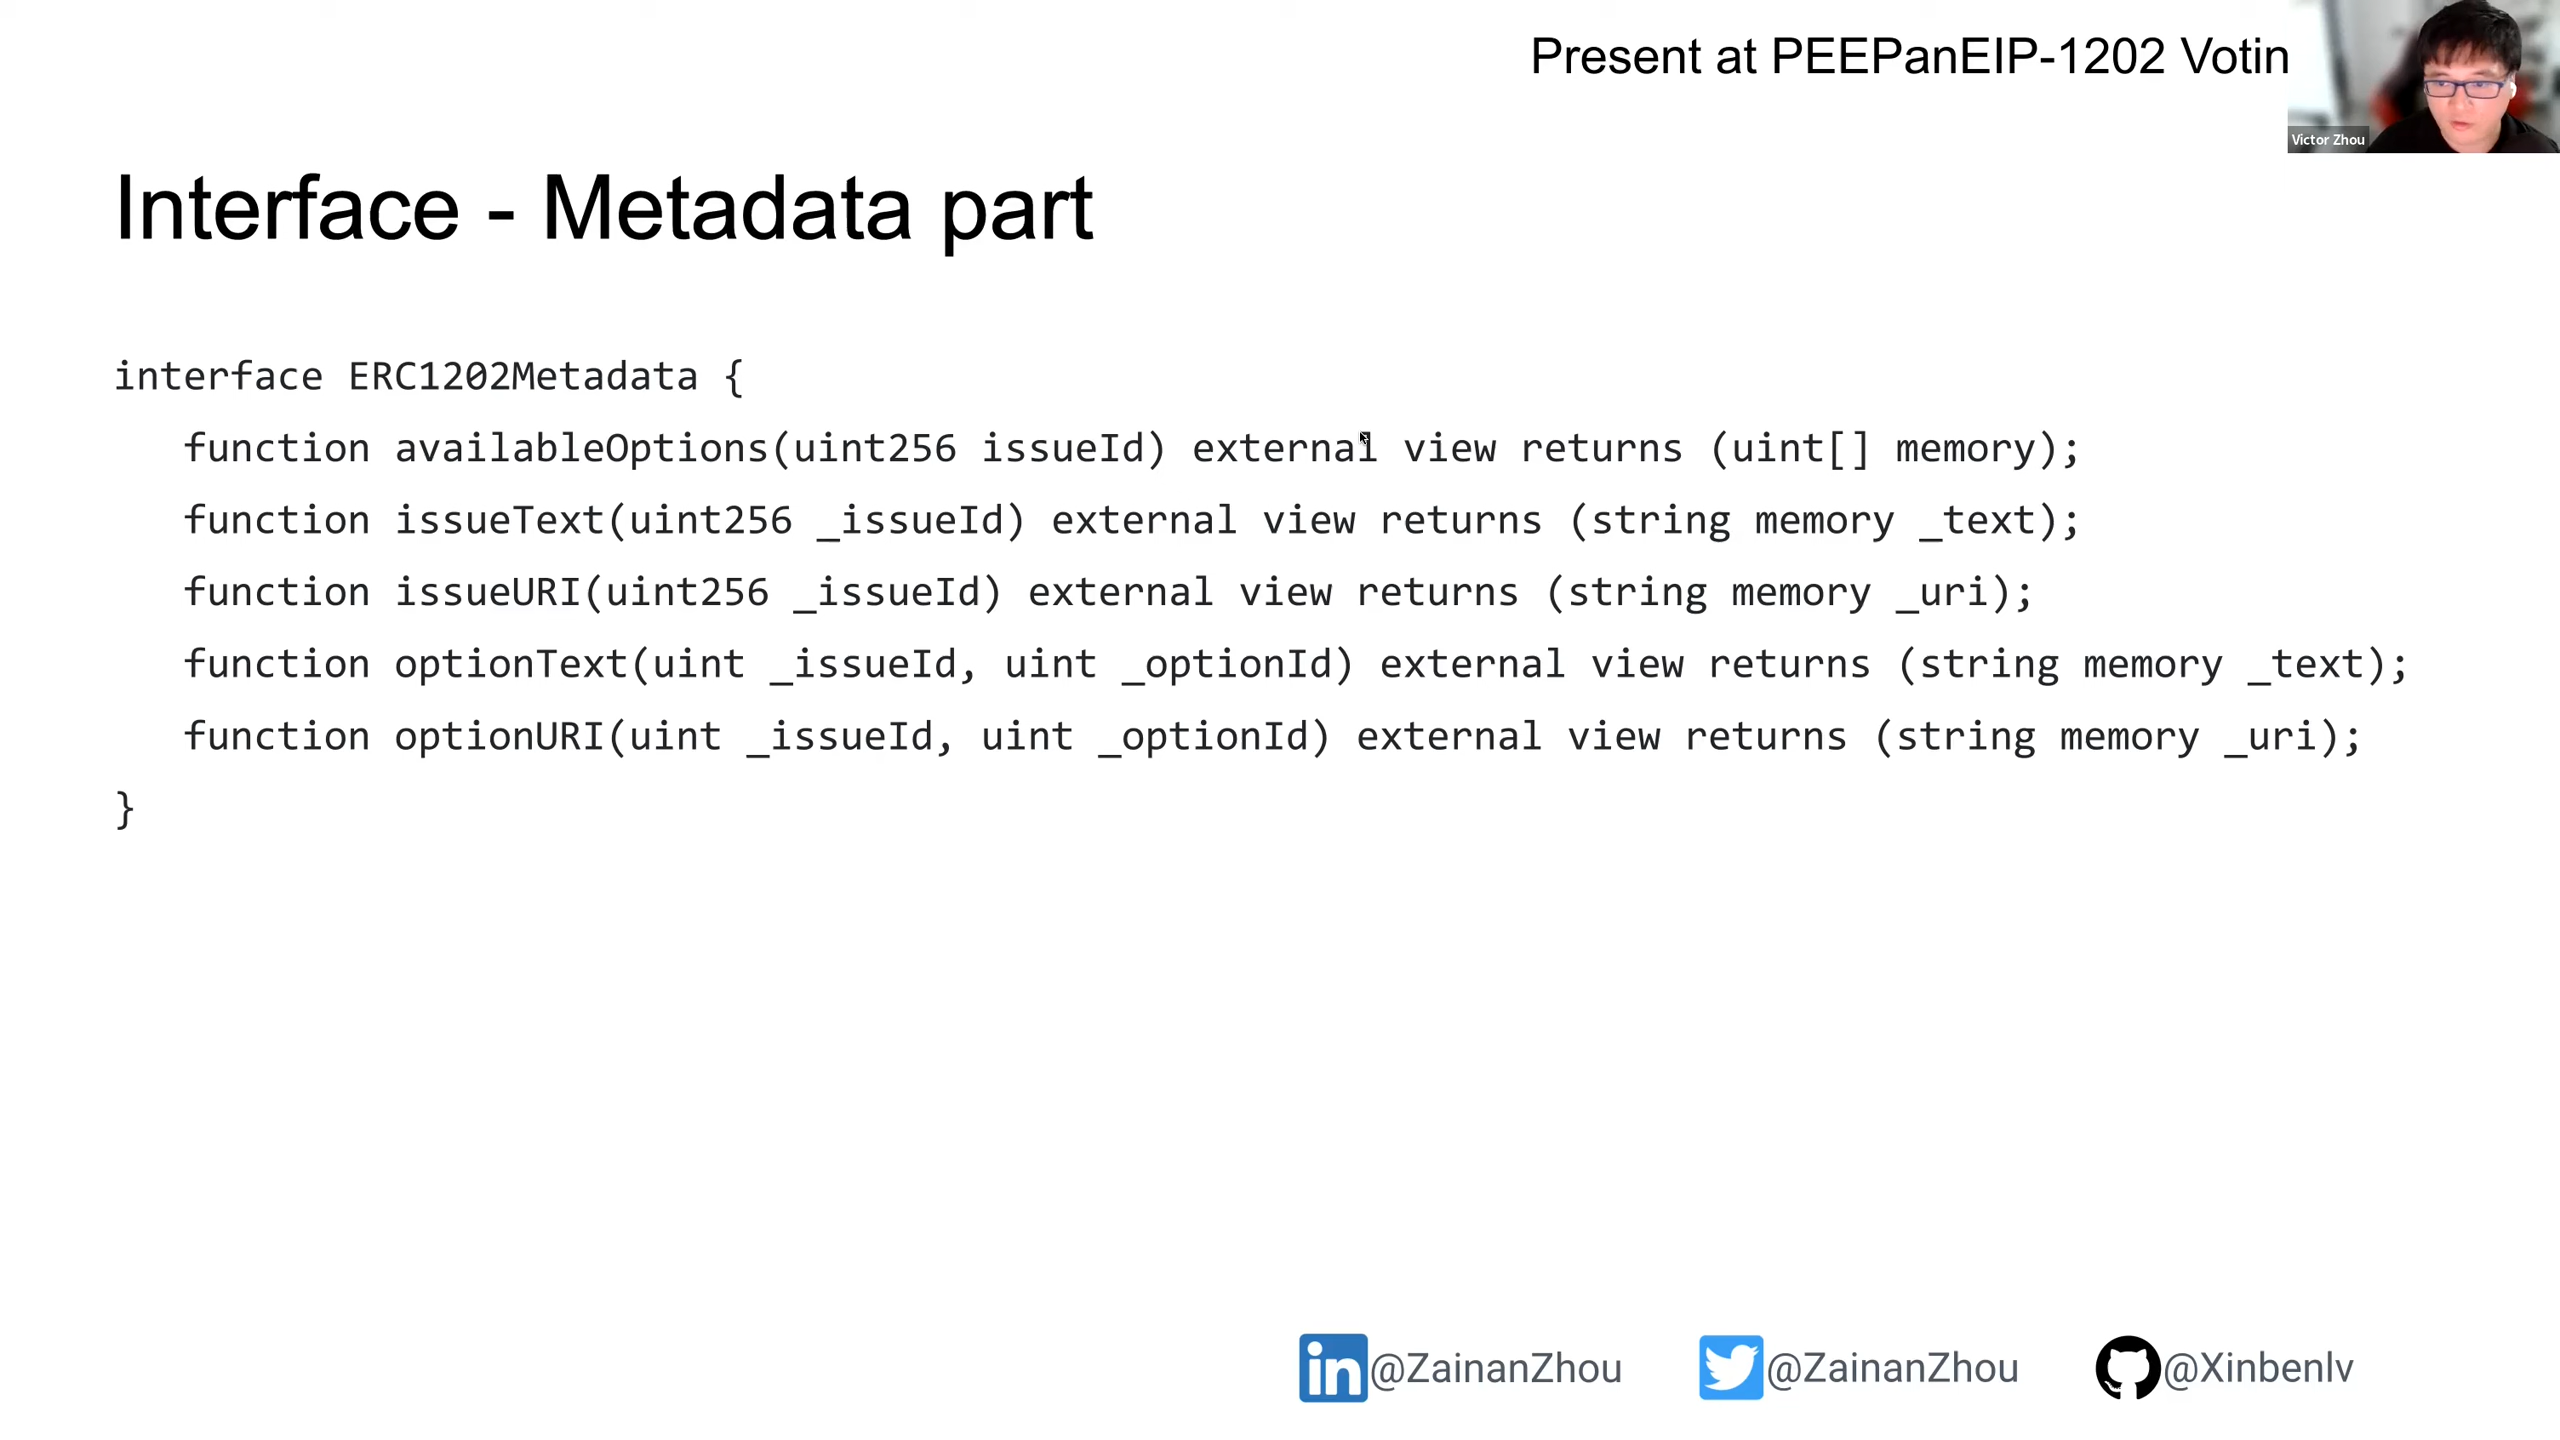 Present at PEEPanEIP-1202 Votin
Victor Zhou
Interface - Metadata part
interface ERC1202Metadata {
function availableOptions(uint256 issueId) external view returns (uint[] memory);
function issueText(uint256 _issueId) external view returns (string memory _text);
function issueURI(uint256 _issueId) external view returns (string memory _uri);
function optionText(uint _issueId, uint _optionId) external view returns (string memory _text);
function optionURI(uint _issueId, uint _optionId) external view returns (string memory _uri);
}
in @ZainanZhou @ZainanZhou @Xinbenlv